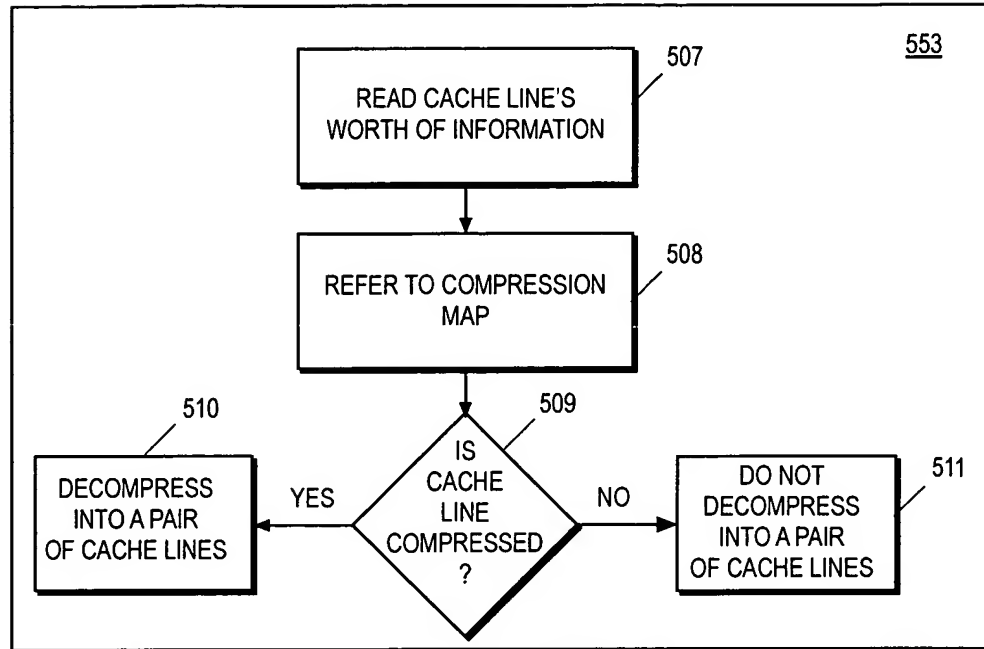 553
507
READ CACHE LINE'S
WORTH OF INFORMATION
508
REFER TO COMPRESSION
MAP
509
IS
CACHE
LINE
COMPRESSED
?
510
YES
DECOMPRESS
INTO A PAIR
OF CACHE LINES
NO
511
DO NOT
DECOMPRESS
INTO A PAIR
OF CACHE LINES